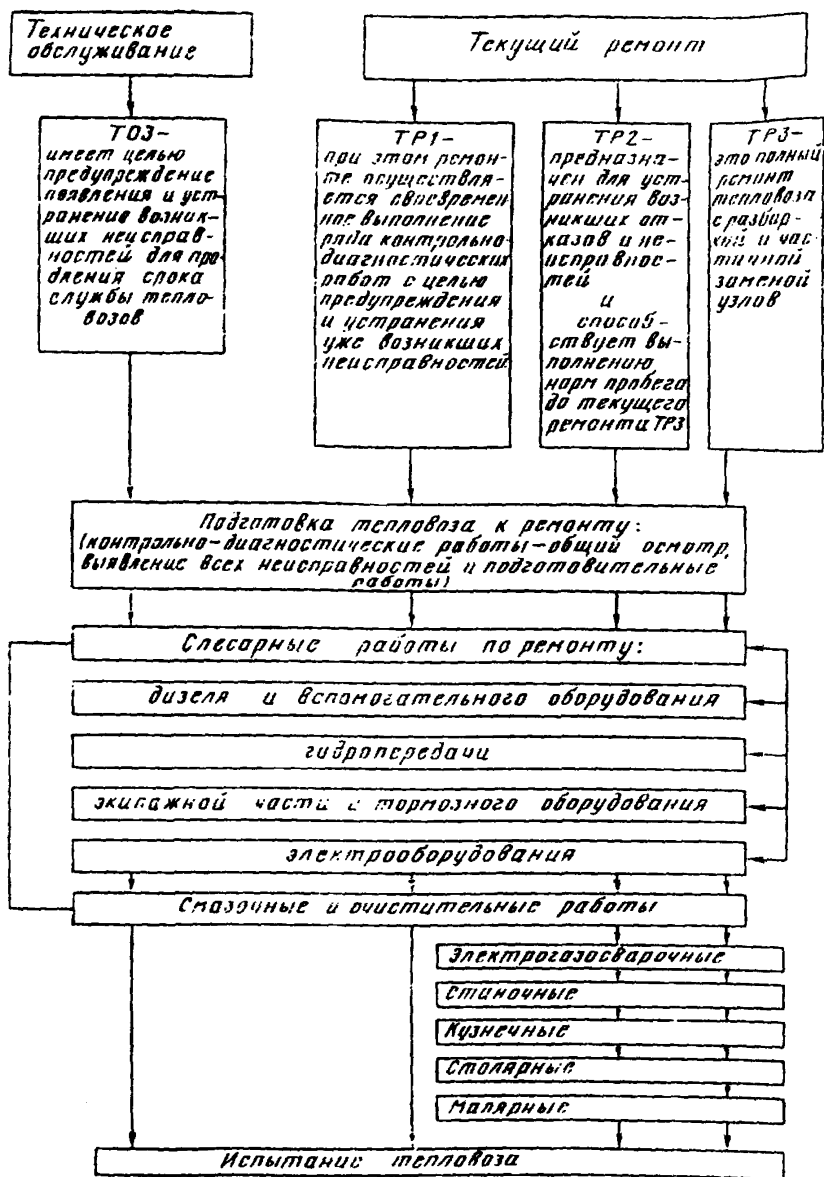 Техническое
обслуживание
Текущий ремонт
ТО3-
имеет целью
предупреждение
появления и уст-
ранение возник-
ших неисправ-
ностей для про
дления срока
службы тепло-
возов
ТР1-
при этом ремон-
те осуществля-
ется своевремен-
ное выполнение
ряда контрольно-
диагностических
работ с целью
предупреждения
и устранения
уже возникших
неисправностей
ТР2-
предназна-
чен для уст-
ранения воз-
никших от-
казов и не-
исправнос-
тей
и
способ-
ствует вы-
полнению
норм пробега
до текущего
ремонта ТР3
ТР3-
это полный
ремонт
тепловоза
с разбор-
кой и час-
тичной
заменой
узлов
Подготовка тепловоза к ремонту:
(контрольно-диагностические работы-общий осмотр,
выявление всех неисправностей и подготовительные
работы)
Слесарные работы по ремонту:
дизеля и вспомогательного оборудования
гидропередачи
экипажной части и тормозного оборудования
электрооборудования
Смазочные и очистительные работы
Электрогазосварочные
Станочные
Кузнечные
Столярные
Малярные
Испытание тепловоза